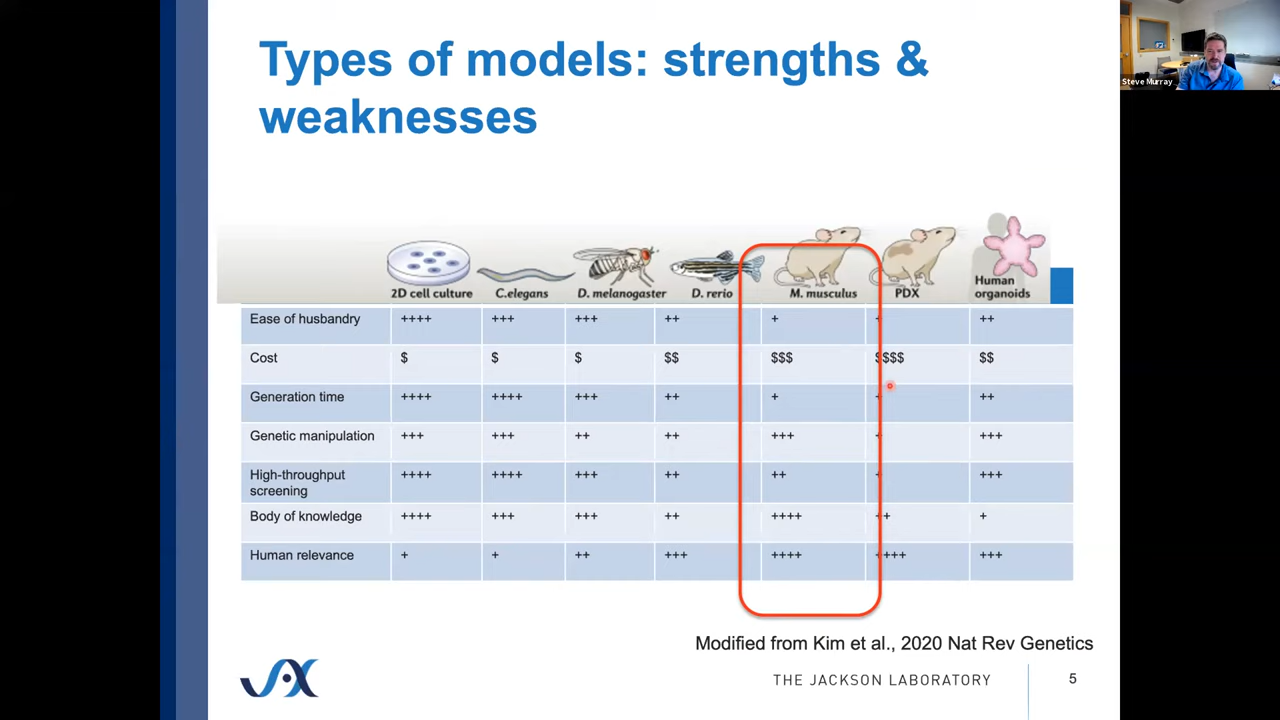 Types of models: strengths &
weaknesses
Steve Murray
2D cell culture C.elegans D. melanogaster D. rerio M. musculus PDX Human organoids
Ease of husbandry ++++ +++ +++ ++ + + ++
Cost $ $ $ $$ $$$ $$$$ $$
Generation time ++++ ++++ +++ ++ + + ++
Genetic manipulation +++ +++ ++ ++ +++ + +++
High-throughput screening ++++ ++++ +++ ++ ++ + +++
Body of knowledge ++++ +++ +++ ++ ++++ ++ +
Human relevance + + ++ +++ ++++ ++++ +++
Modified from Kim et al., 2020 Nat Rev Genetics
JAX
THE JACKSON LABORATORY 5